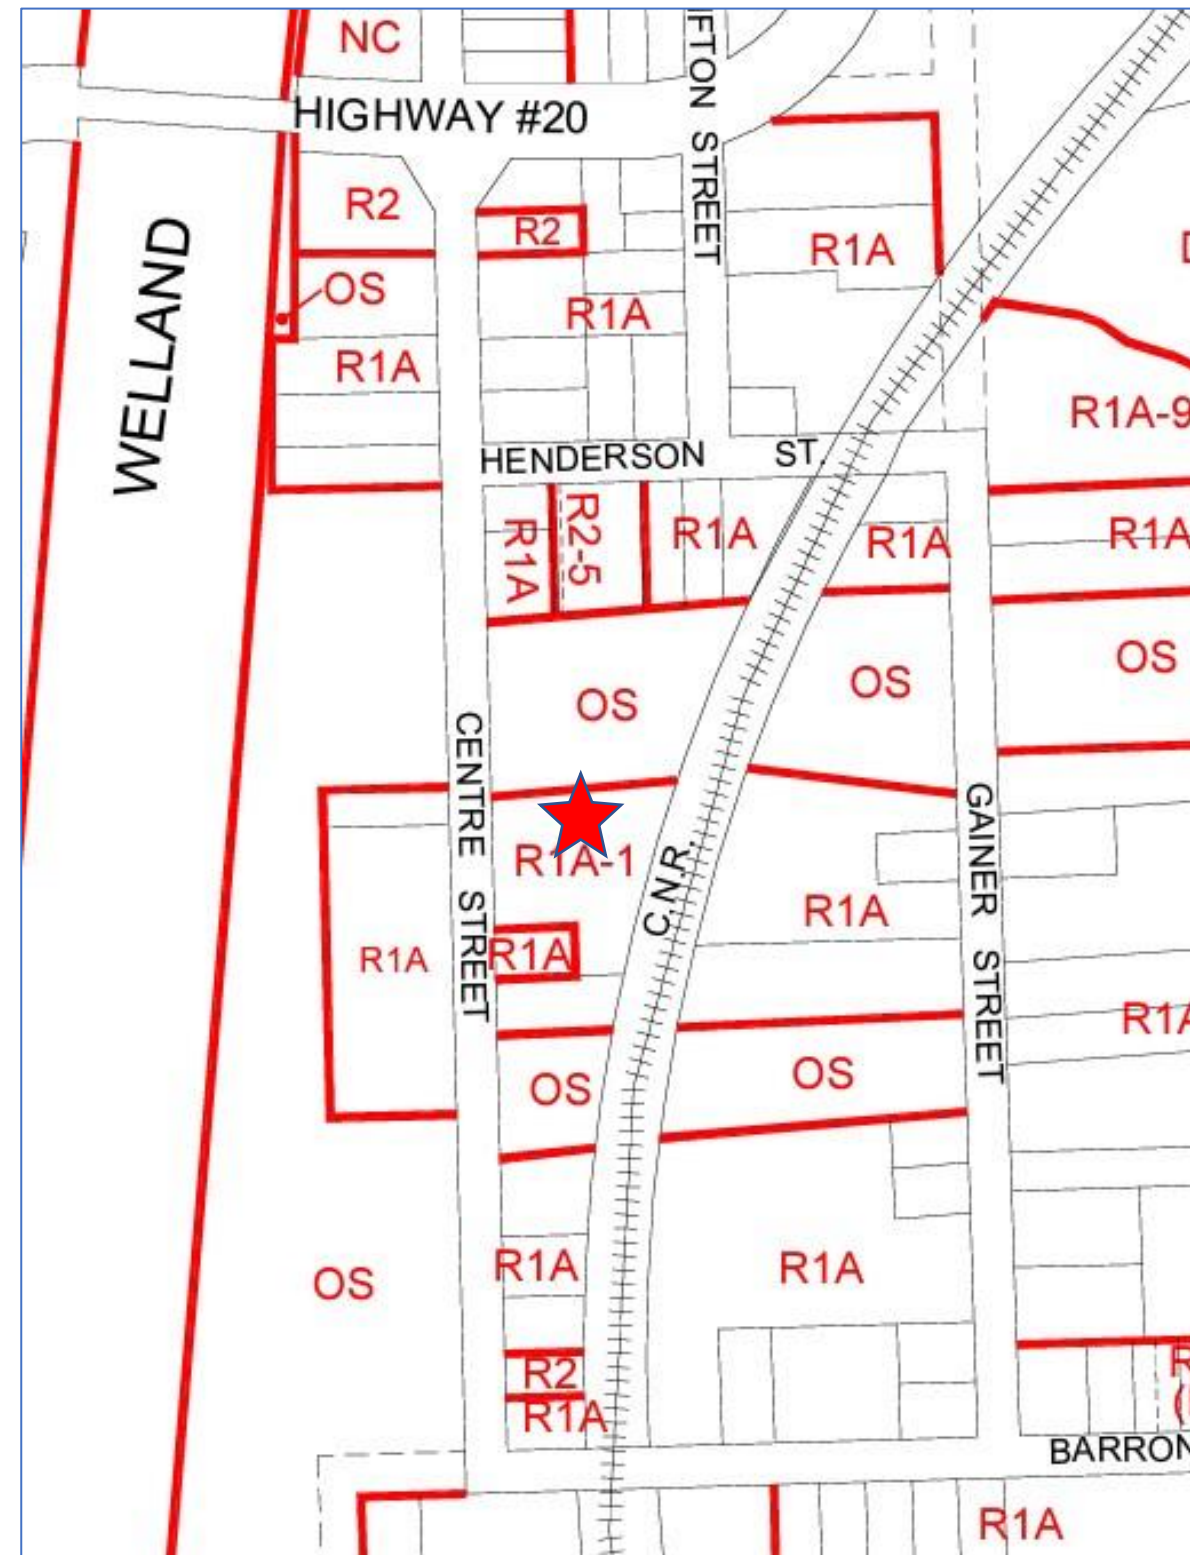 NC
HIGHWAY #20
IFTON STREET
R2
R2
R1A
WELLAND
OS
R1A
R1A
R1A-9
HENDERSON ST.
R1A
R2-5
R1A
R1A
R1A
OS
OS
OS
CENTRE STREET
R1A-1
C.N.R.
GAINER STREET
R1A
R1A
R1A
R1A
OS
OS
OS
R1A
R1A
R2
R1A
BARRON
R1A